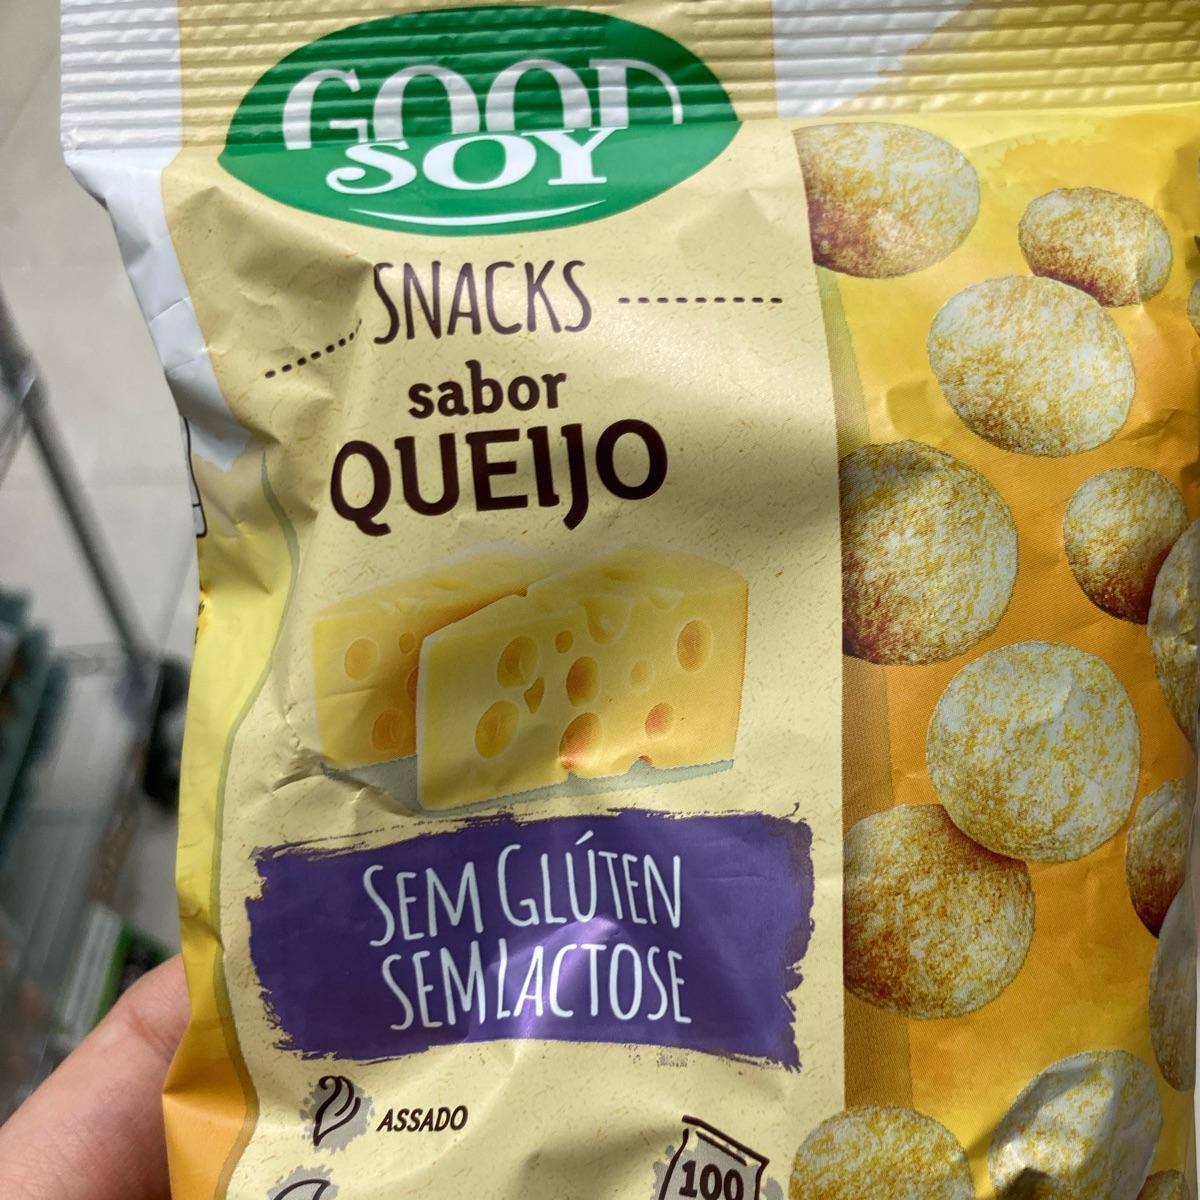 GOOD
SOY
SNACKS
sabor
QUEIJO
SEM GLÚTEN
SEM LACTOSE
ASSADO
100